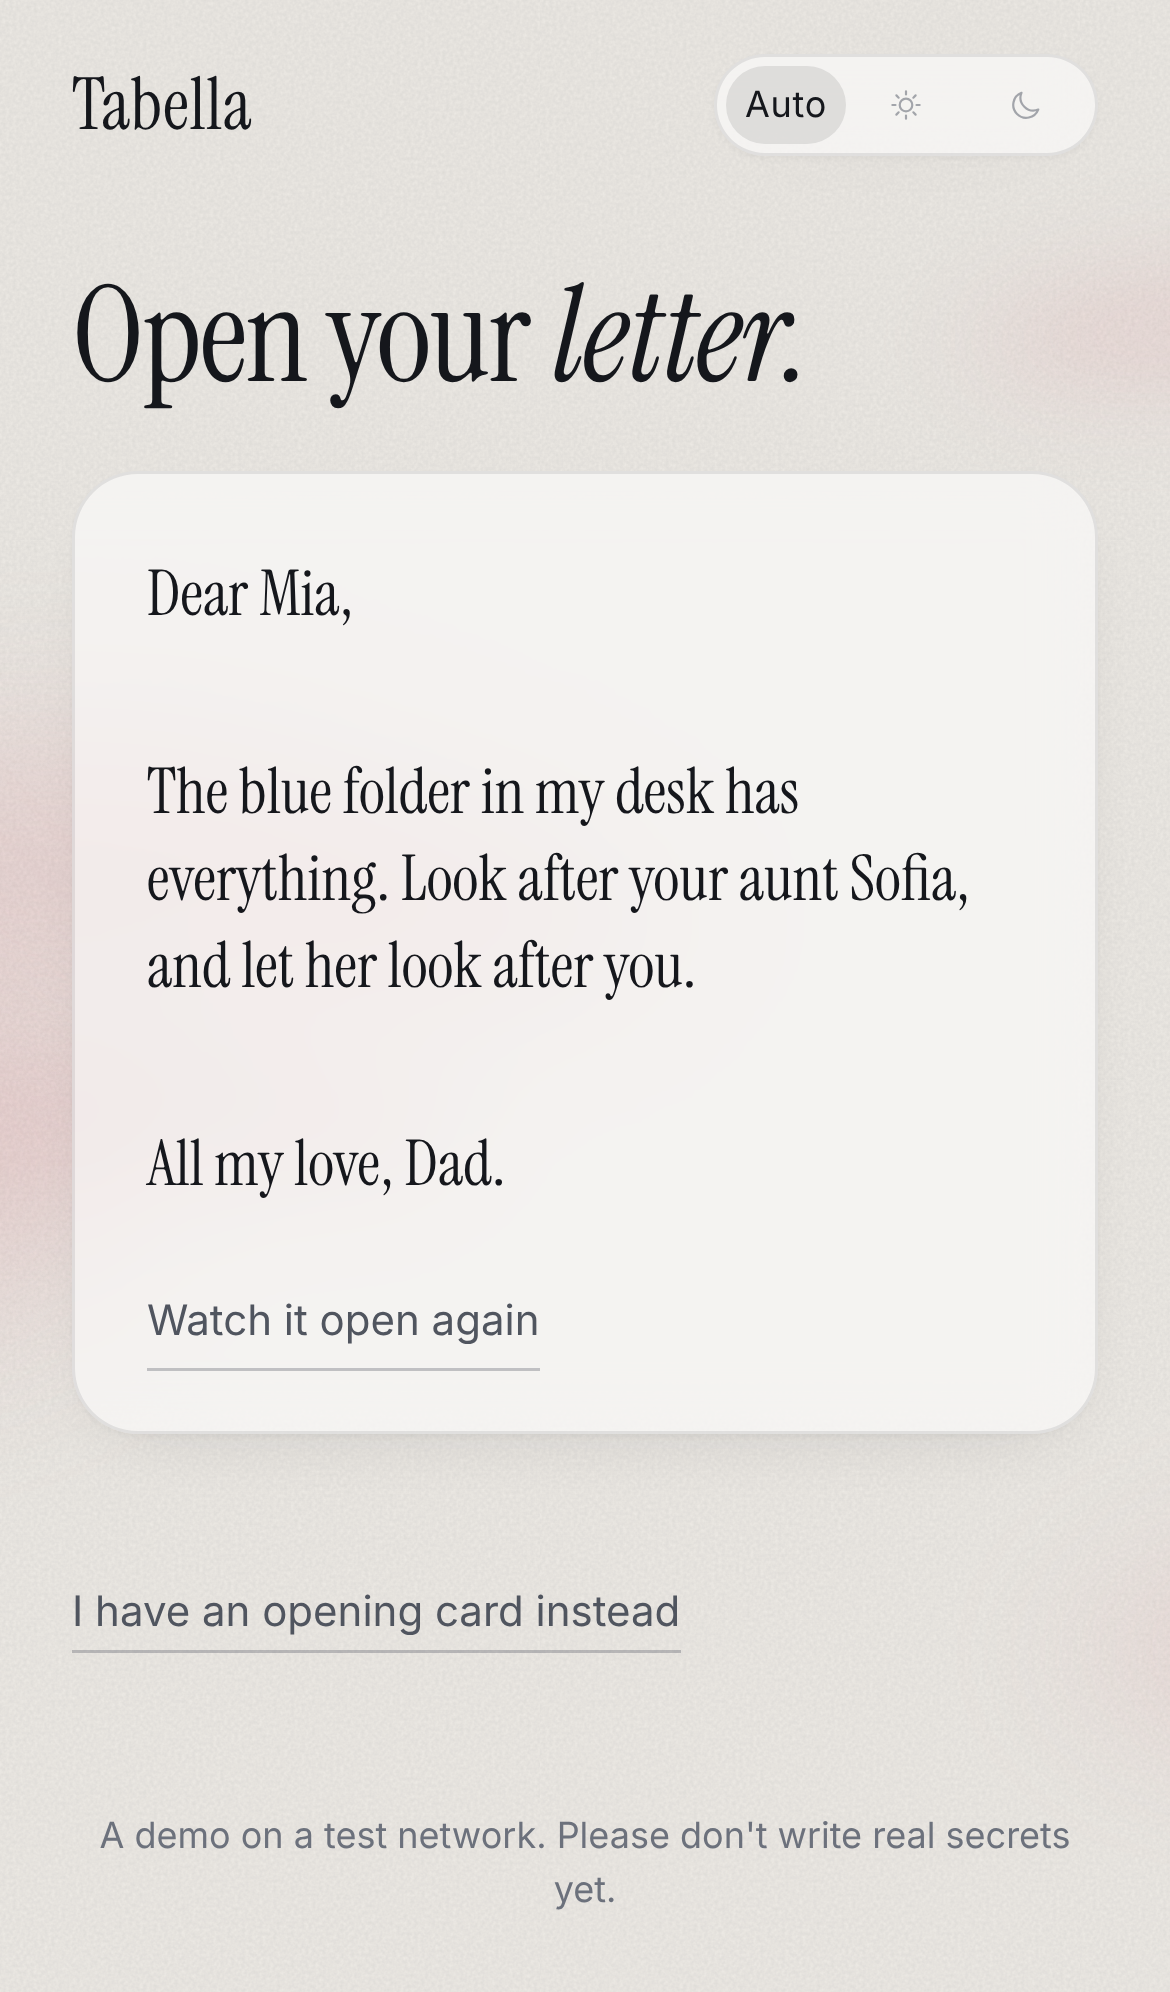 Tabella
Auto
Open your letter.
Dear Mia,
The blue folder in my desk has
everything. Look after your aunt Sofia,
and let her look after you.
All my love, Dad.
Watch it open again
I have an opening card instead
A demo on a test network. Please don't write real secrets
yet.